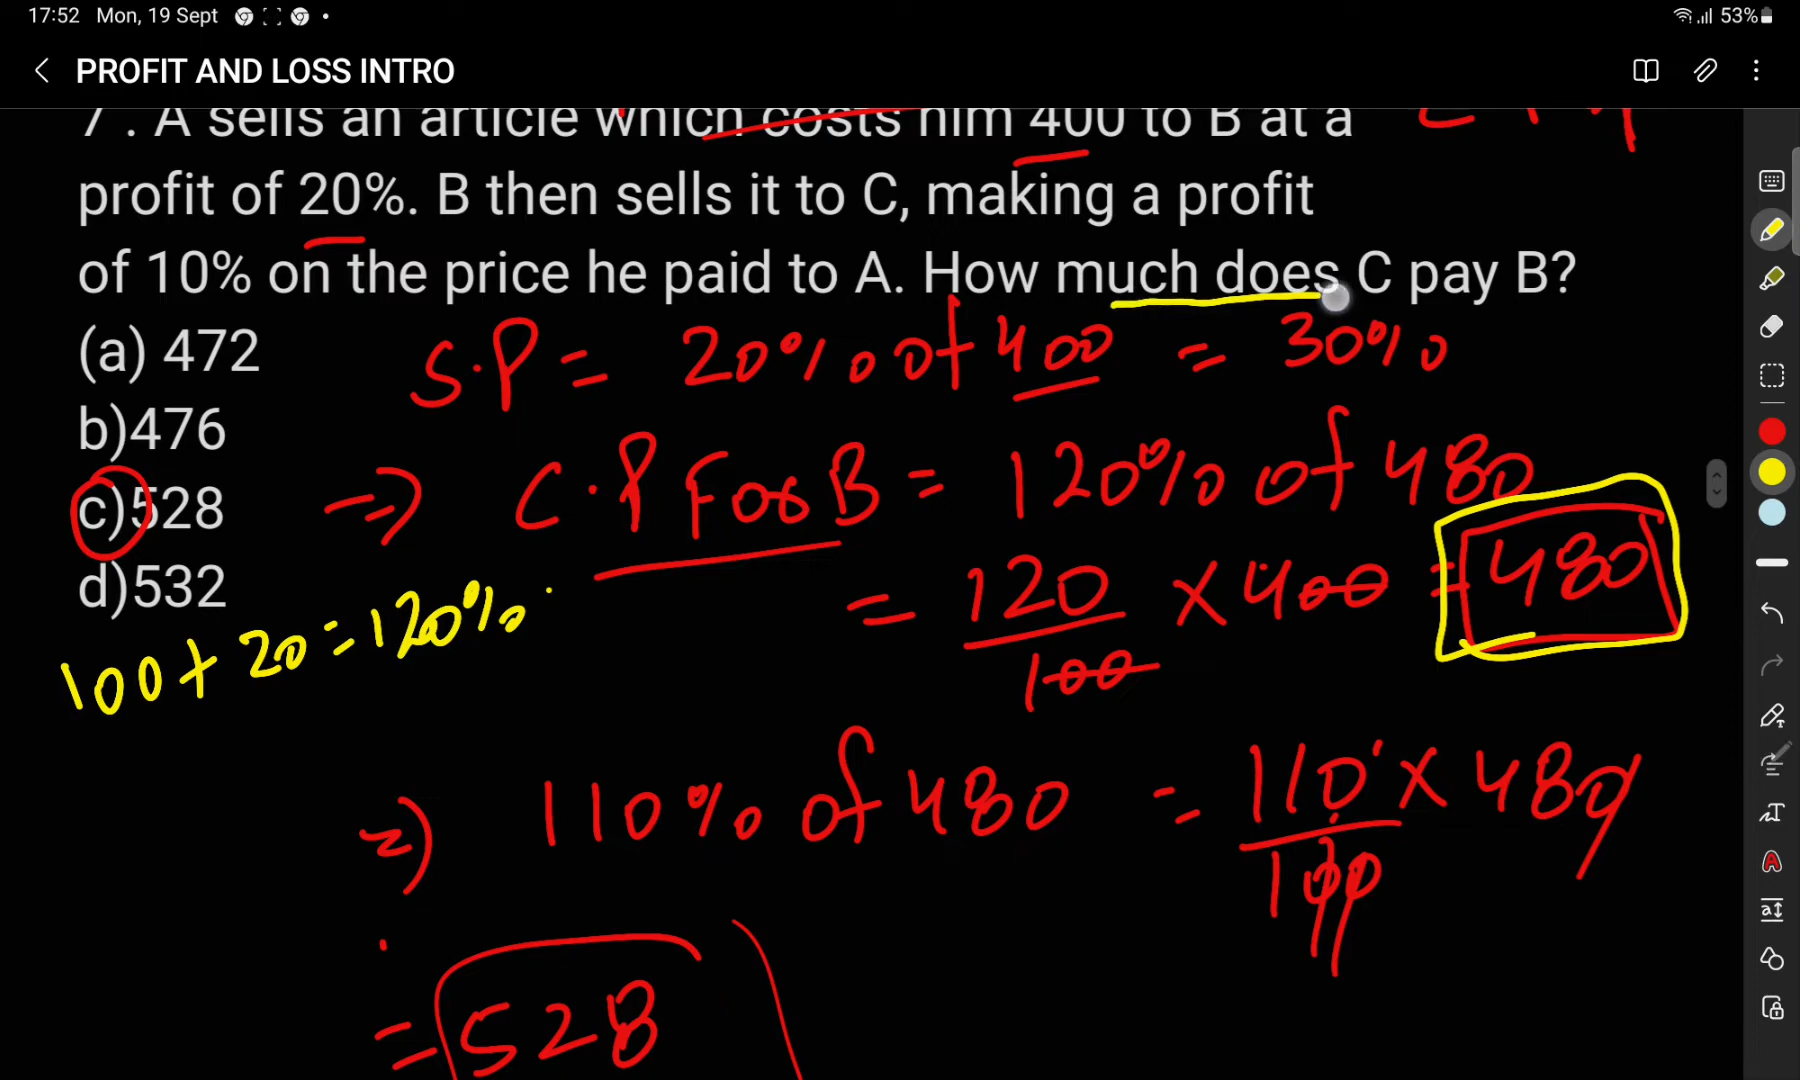 17:52 Mon, 19 Sept
53%
PROFIT AND LOSS INTRO
7 . A sells an article which costs him 400 to B at a
profit of 20%. B then sells it to C, making a profit
of 10% on the price he paid to A. How much does C pay B?
(a) 472
b)476
c)528
d)532
S.P = 20% of 400 = 30%
=> C.P For B = 120% of 480
= 120/100 × 400 = 480
100 + 20 = 120%
=> 110% of 480 = 110/100 × 480
= 528